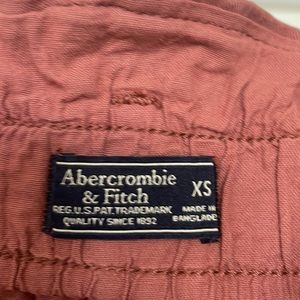 Abercrombie
& Fitch
XS
REG.U.S.PAT.TRADEMARK
QUALITY SINCE 1892
MADE IN
BANGLADE